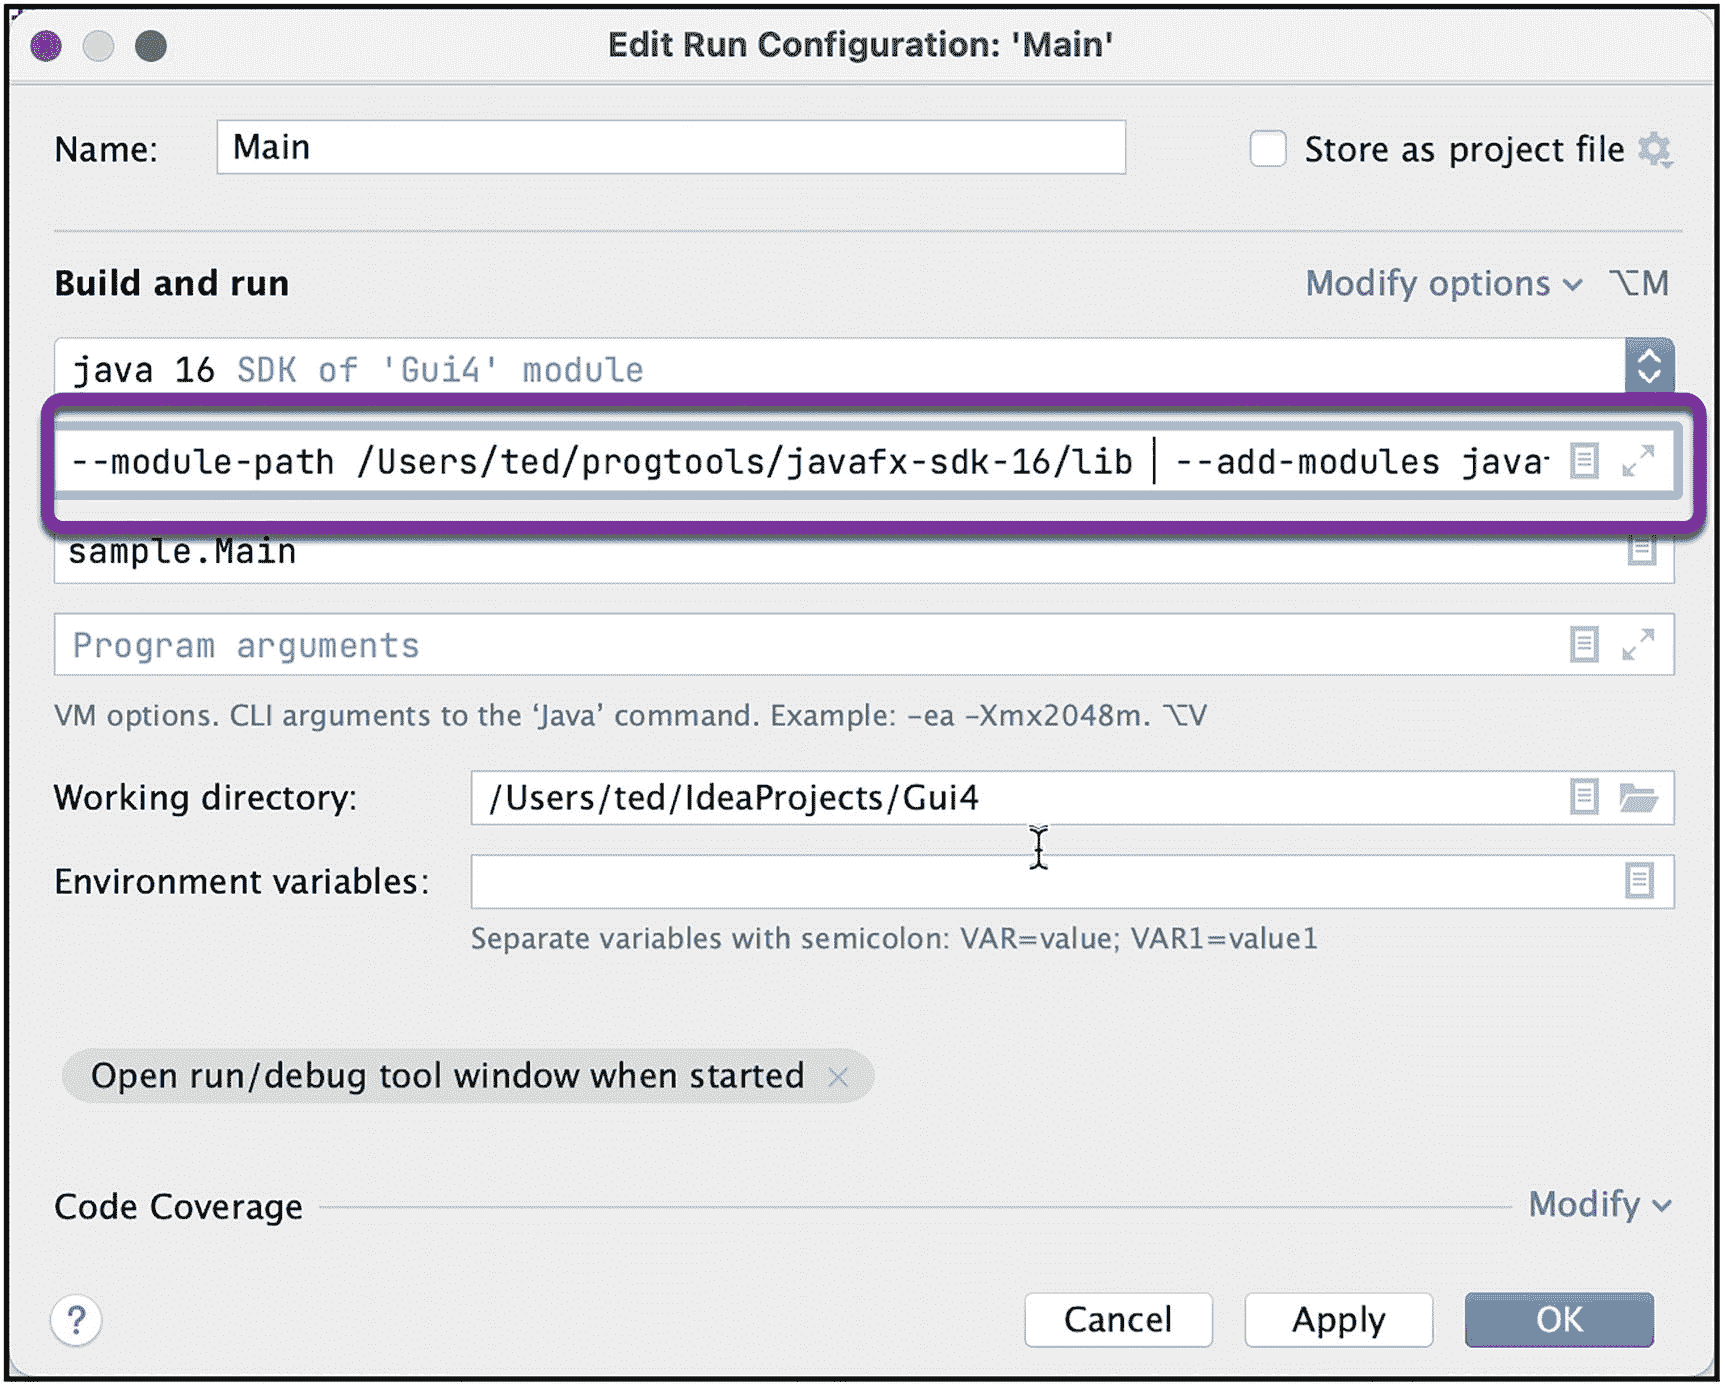 Edit Run Configuration: 'Main'
Name: Main Store as project file
Build and run Modify options ⌥M
java 16 SDK of 'Gui4' module
--module-path /Users/ted/progtools/javafx-sdk-16/lib --add-modules java
sample.Main
Program arguments
VM options. CLI arguments to the ‘Java’ command. Example: -ea -Xmx2048m. ⌥V
Working directory: /Users/ted/IdeaProjects/Gui4
Environment variables:
Separate variables with semicolon: VAR=value; VAR1=value1
Open run/debug tool window when started ×
Code Coverage Modify
? Cancel Apply OK